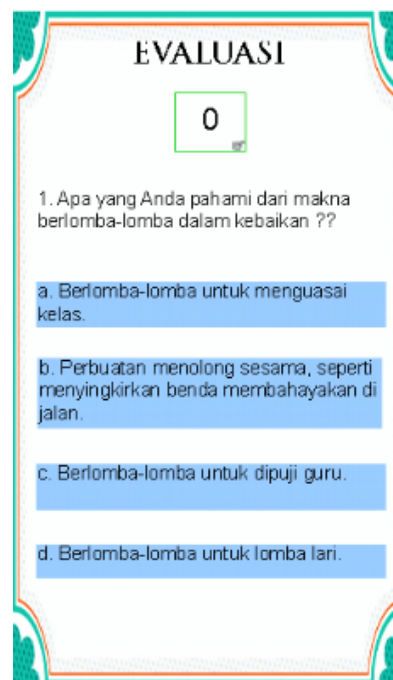 EVALUASI
0
1. Apa yang Anda pahami dari makna
berlomba-lomba dalam kebaikan ??
a. Berlomba-lomba untuk menguasai
kelas.
b. Perbuatan menolong sesama, seperti
menyingkirkan benda membahayakan di
jalan.
c. Berlomba-lomba untuk dipuji guru.
d. Berlomba-lomba untuk lomba lari.